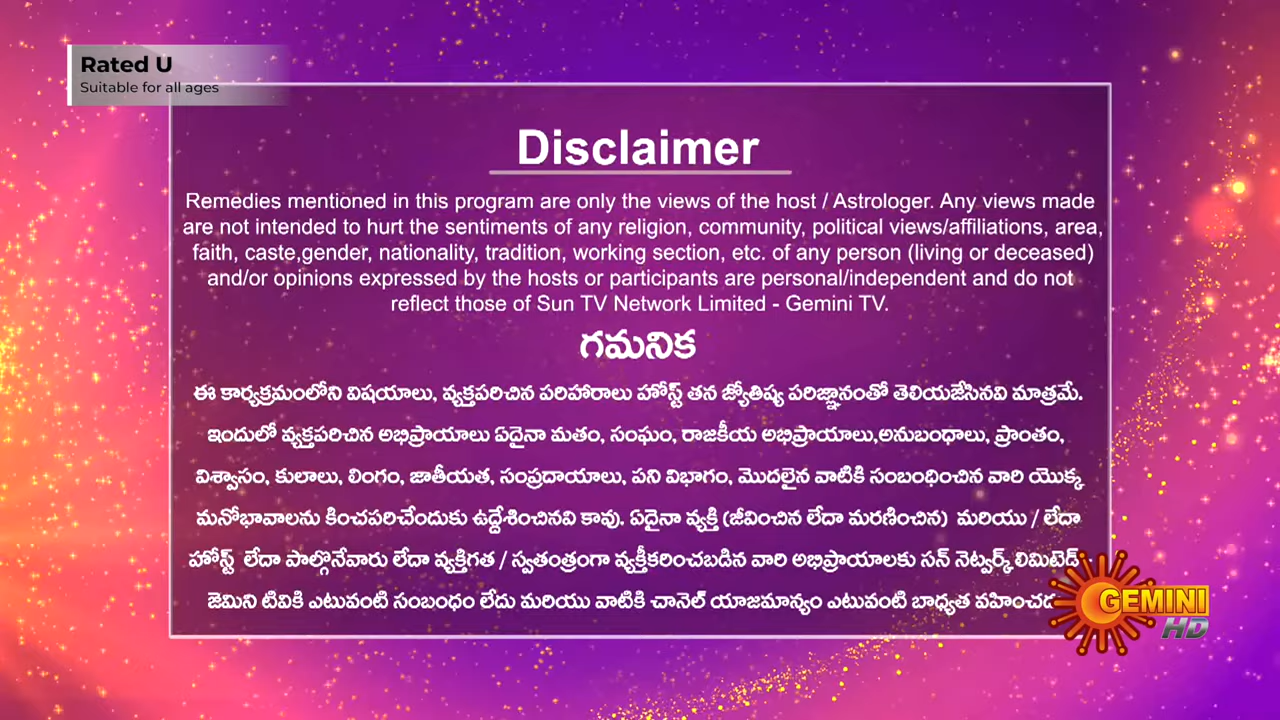 Rated U
Suitable for all ages
Disclaimer
Remedies mentioned in this program are only the views of the host / Astrologer. Any views made
are not intended to hurt the sentiments of any religion, community, political views/affiliations, area,
faith, caste,gender, nationality, tradition, working section, etc. of any person (living or deceased)
and/or opinions expressed by the hosts or participants are personal/independent and do not
reflect those of Sun TV Network Limited - Gemini TV.
గమనిక
ఈ కార్యక్రమంలోని విషయాలు, వ్యక్తపరిచిన పరిహారాలు హోస్ట్ తన జ్యోతిష్య పరిజ్ఞానంతో తెలియజేసినవి మాత్రమే.
ఇందులో వ్యక్తపరిచిన అభిప్రాయాలు ఏదైనా మతం, సంఘం, రాజకీయ అభిప్రాయాలు,అనుబంధాలు, ప్రాంతం,
విశ్వాసం, కులాలు, లింగం, జాతీయత, సంప్రదాయాలు, పని విభాగం, మొదలైన వాటికి సంబంధించిన వారి యొక్క
మనోభావాలను కించపరిచేందుకు ఉద్దేశించినవి కావు. ఏదైనా వ్యక్తి (జీవించిన లేదా మరణించిన) మరియు / లేదా
హోస్ట్ లేదా పాల్గొనేవారు లేదా వ్యక్తిగత / స్వతంత్రంగా వ్యక్తీకరించబడిన వారి అభిప్రాయాలకు సన్ నెట్వర్క్ లిమిటెడ్
జెమిని టివికి ఎటువంటి సంబంధం లేదు మరియు వాటికి చానెల్ యాజమాన్యం ఎటువంటి బాధ్యత
GEMINI
HD